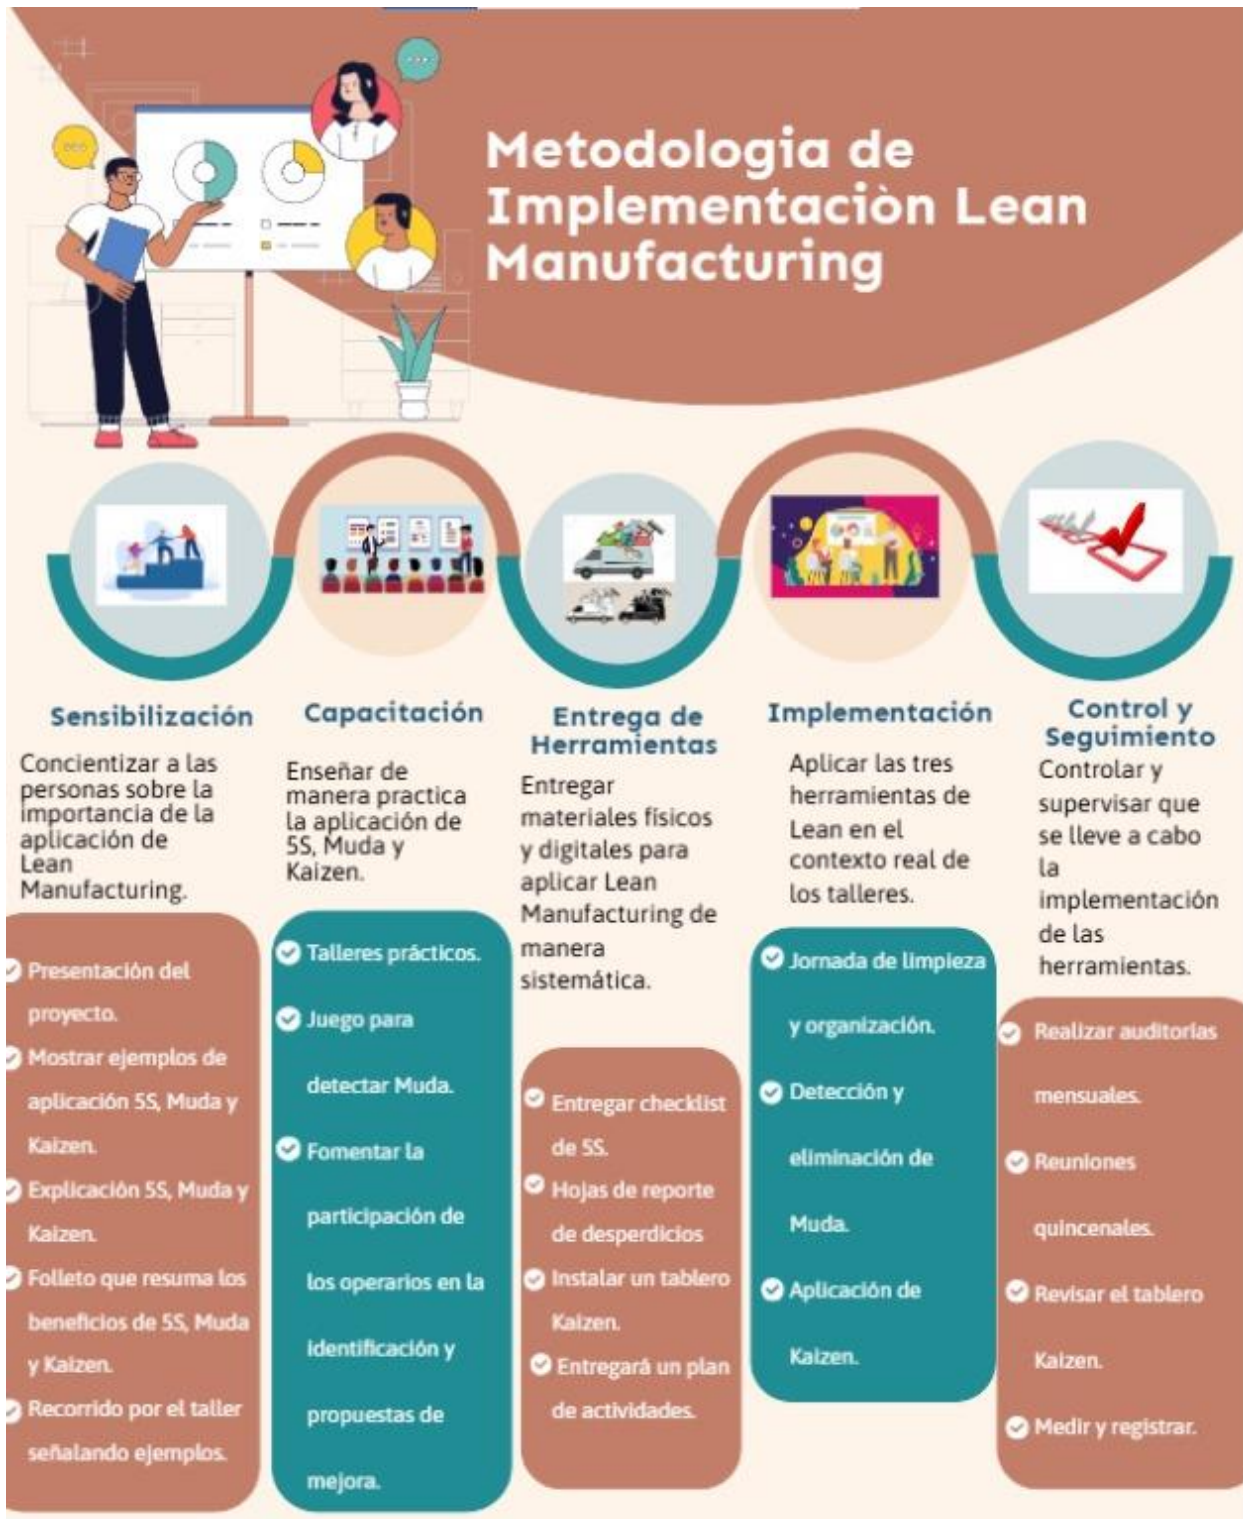 Metodologia de
Implementaciòn Lean
Manufacturing
Sensibilización
Concientizar a las
personas sobre la
importancia de la
aplicación de
Lean
Manufacturing.
Presentación del
proyecto.
Mostrar ejemplos de
aplicación 5S, Muda y
Kaizen.
Explicación 5S, Muda y
Kaizen.
Folleto que resuma los
beneficios de 5S, Muda
y Kaizen.
Recorrido por el taller
señalando ejemplos.
Capacitación
Enseñar de
manera practica
la aplicación de
5S, Muda y
Kaizen.
Talleres prácticos.
Juego para
detectar Muda.
Fomentar la
participación de
los operarios en la
identificación y
propuestas de
mejora.
Entrega de
Herramientas
Entregar
materiales físicos
y digitales para
aplicar Lean
Manufacturing de
manera
sistemática.
Entregar checklist
de 5S.
Hojas de reporte
de desperdicios
Instalar un tablero
Kaizen.
Entregará un plan
de actividades.
Implementación
Aplicar las tres
herramientas de
Lean en el
contexto real de
los talleres.
Jornada de limpieza
y organización.
Detección y
eliminación de
Muda.
Aplicación de
Kaizen.
Control y
Seguimiento
Controlar y
supervisar que
se lleve a cabo
la
implementación
de las
herramientas.
Realizar auditorías
mensuales.
Reuniones
quincenales.
Revisar el tablero
Kaizen.
Medir y registrar.